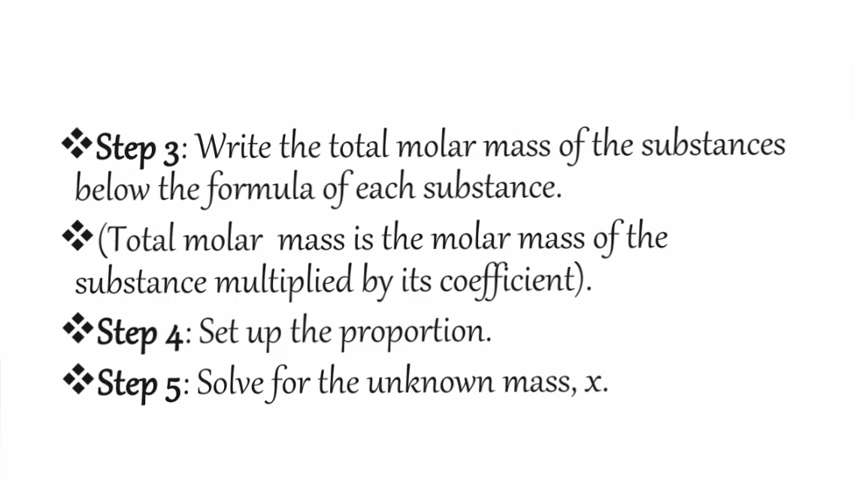 ❖Step 3: Write the total molar mass of the substances
below the formula of each substance.
❖(Total molar mass is the molar mass of the
substance multiplied by its coefficient).
❖Step 4: Set up the proportion.
❖Step 5: Solve for the unknown mass, x.